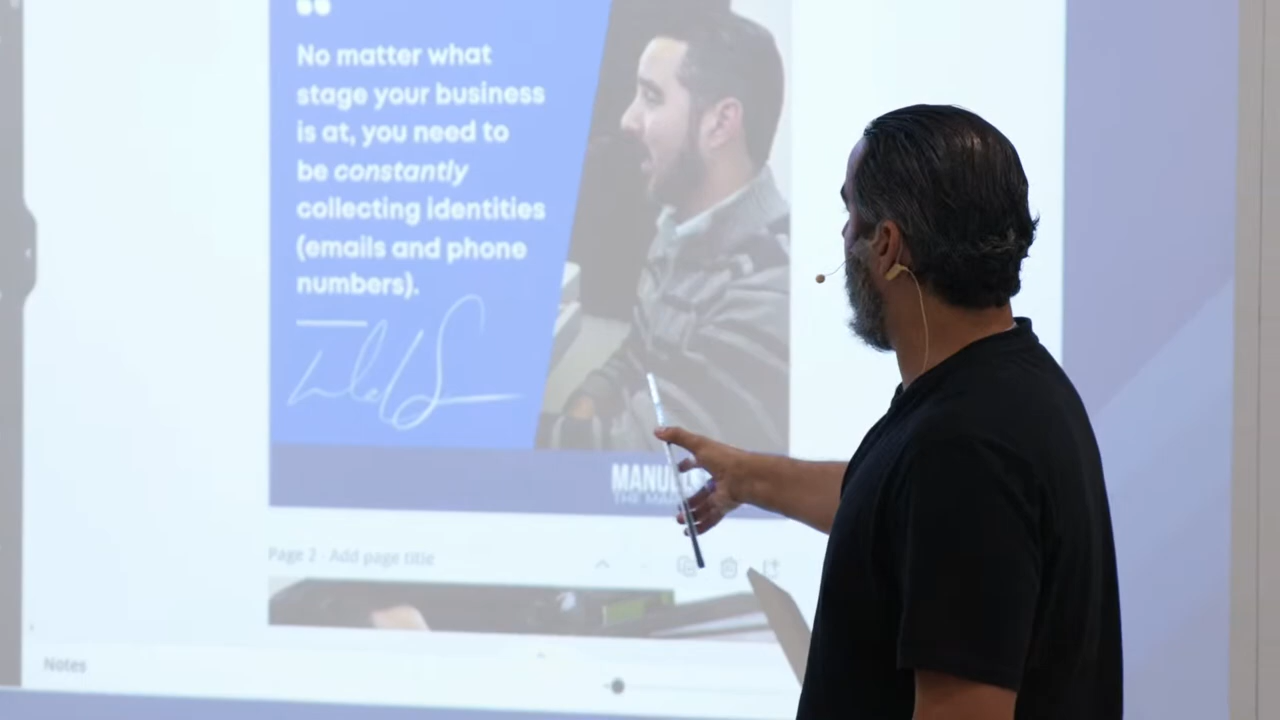 “
No matter what
stage your business
is at, you need to
be constantly
collecting identities
(emails and phone
numbers).
Page 2 - Add page title
Notes